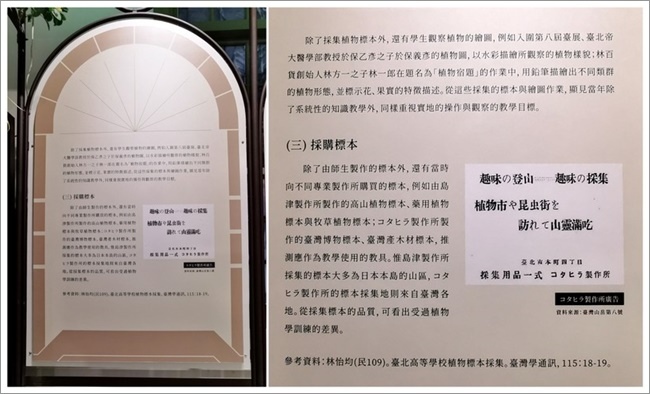 除了採集植物標本外，還有學生觀察植物的繪圖，例如入圍第八屆臺展、臺北帝
大醫學部教授於保乙彦之子於保義彦的植物圖，以水彩描繪所觀察的植物樣貌；林百
貨創始人林方一之子林一郎在題名為「植物宿題」的作業中，用鉛筆描繪出不同類群
的植物形態，並標示花、果實的特徵描述。從這些採集的標本與繪圖作業，顯見當年除
了系統性的知識教學外，同樣重視實地的操作與觀察的教學目標。
(三) 採購標本
除了由師生製作的標本外，還有當時
向不同專業製作所購買的標本，例如由島
津製作所製作的高山植物標本、藥用植物
標本與牧草植物標本；コタヒラ製作所製
作的臺灣博物標本、臺灣產木材標本，推
測應作為教學使用的教具。惟島津製作所
採集的標本大多為日本本島的山區，コタ
ヒラ製作所的標本採集地則來自臺灣各
地。從採集標本的品質，可看出受過植物
學訓練的差異。
趣味の登山——趣味の採集
植物市や昆虫街を
訪れて山靈滿吃
臺北市本町四丁目
採集用品一式 コタヒラ製作所
コタヒラ製作所廣告
資料來源：臺灣山岳第八號
參考資料：林怡均(民109)。臺北高等學校植物標本採集。臺灣學通訊，115：18-19。